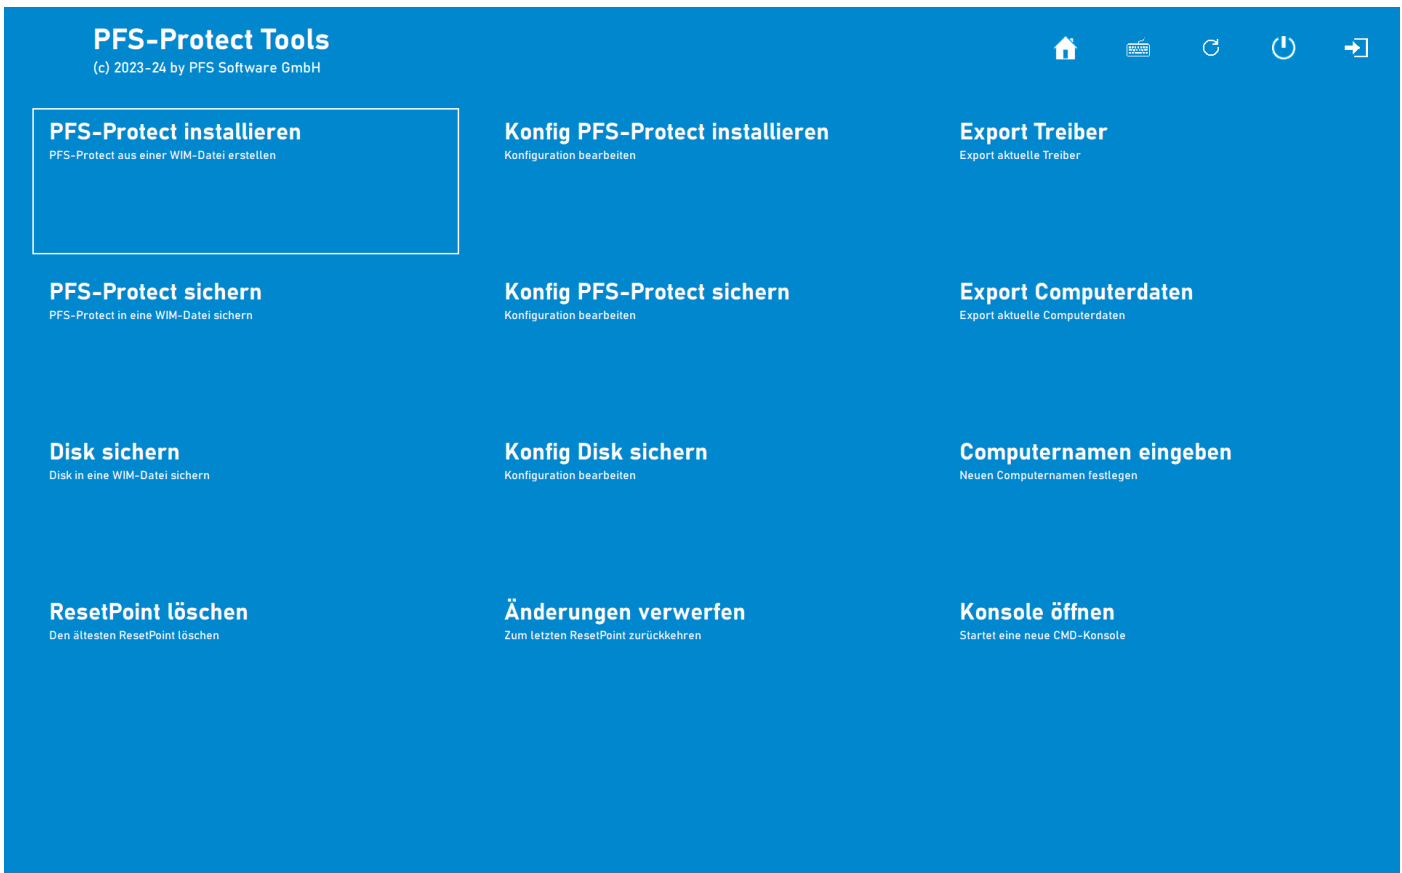 PFS-Protect Tools
(c) 2023-24 by PFS Software GmbH
PFS-Protect installieren
PFS-Protect aus einer WIM-Datei erstellen
Konfig PFS-Protect installieren
Konfiguration bearbeiten
Export Treiber
Export aktuelle Treiber
PFS-Protect sichern
PFS-Protect in eine WIM-Datei sichern
Konfig PFS-Protect sichern
Konfiguration bearbeiten
Export Computerdaten
Export aktuelle Computerdaten
Disk sichern
Disk in eine WIM-Datei sichern
Konfig Disk sichern
Konfiguration bearbeiten
Computernamen eingeben
Neuen Computernamen festlegen
ResetPoint löschen
Den ältesten ResetPoint löschen
Änderungen verwerfen
Zum letzten ResetPoint zurückkehren
Konsole öffnen
Startet eine neue CMD-Konsole